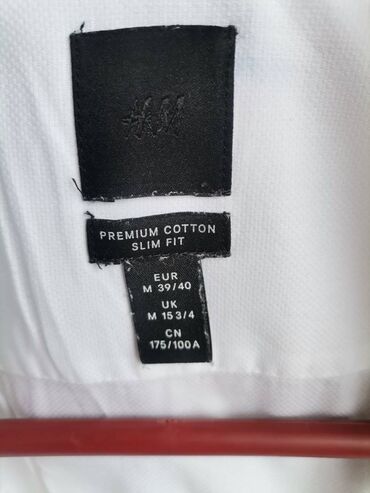 H&M
PREMIUM COTTON
SLIM FIT
EUR
M 39/40
UK
M 15 3/4
CN
175/100A